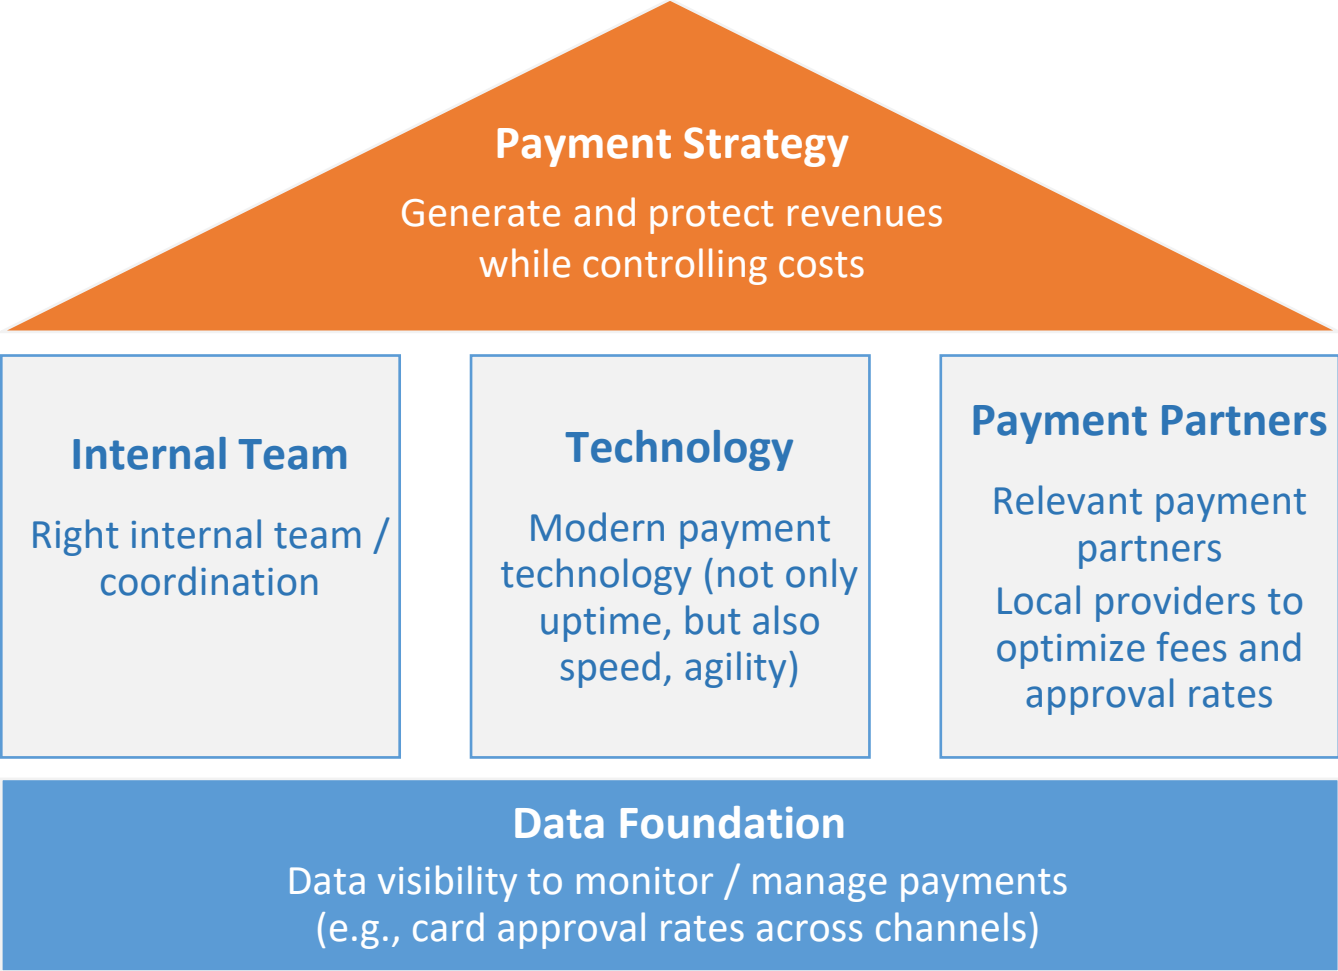 Payment Strategy
Generate and protect revenues
while controlling costs
Internal Team
Right internal team /
coordination
Technology
Modern payment
technology (not only
uptime, but also
speed, agility)
Payment Partners
Relevant payment
partners
Local providers to
optimize fees and
approval rates
Data Foundation
Data visibility to monitor / manage payments
(e.g., card approval rates across channels)